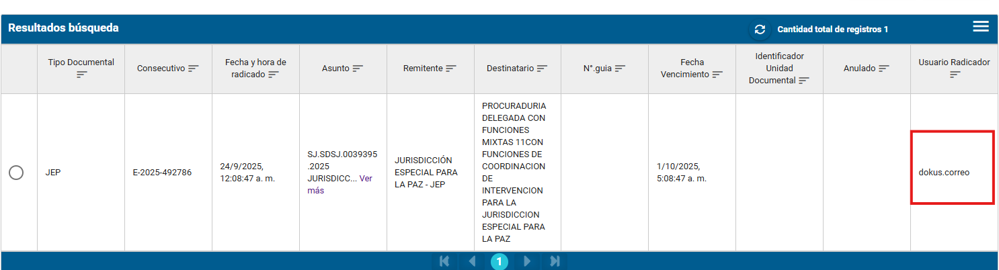 Resultados búsqueda
Cantidad total de registros 1
Tipo Documental
Consecutivo
Fecha y hora de
radicado
Asunto
Remitente
Destinatario
N°.guia
Fecha
Vencimiento
Identificador
Unidad
Documental
Anulado
Usuario Radicador
JEP
E-2025-492786
24/9/2025,
12:08:47 a. m.
SJ.SDSJ.0039395
.2025
JURISDICC... Ver
más
JURISDICCIÓN
ESPECIAL PARA
LA PAZ - JEP
PROCURADURIA
DELEGADA CON
FUNCIONES
MIXTAS 11CON
FUNCIONES DE
COORDINACION
DE
INTERVENCION
PARA LA
JURISDICCION
ESPECIAL PARA
LA PAZ
1/10/2025,
5:08:47 a. m.
dokus.correo
1